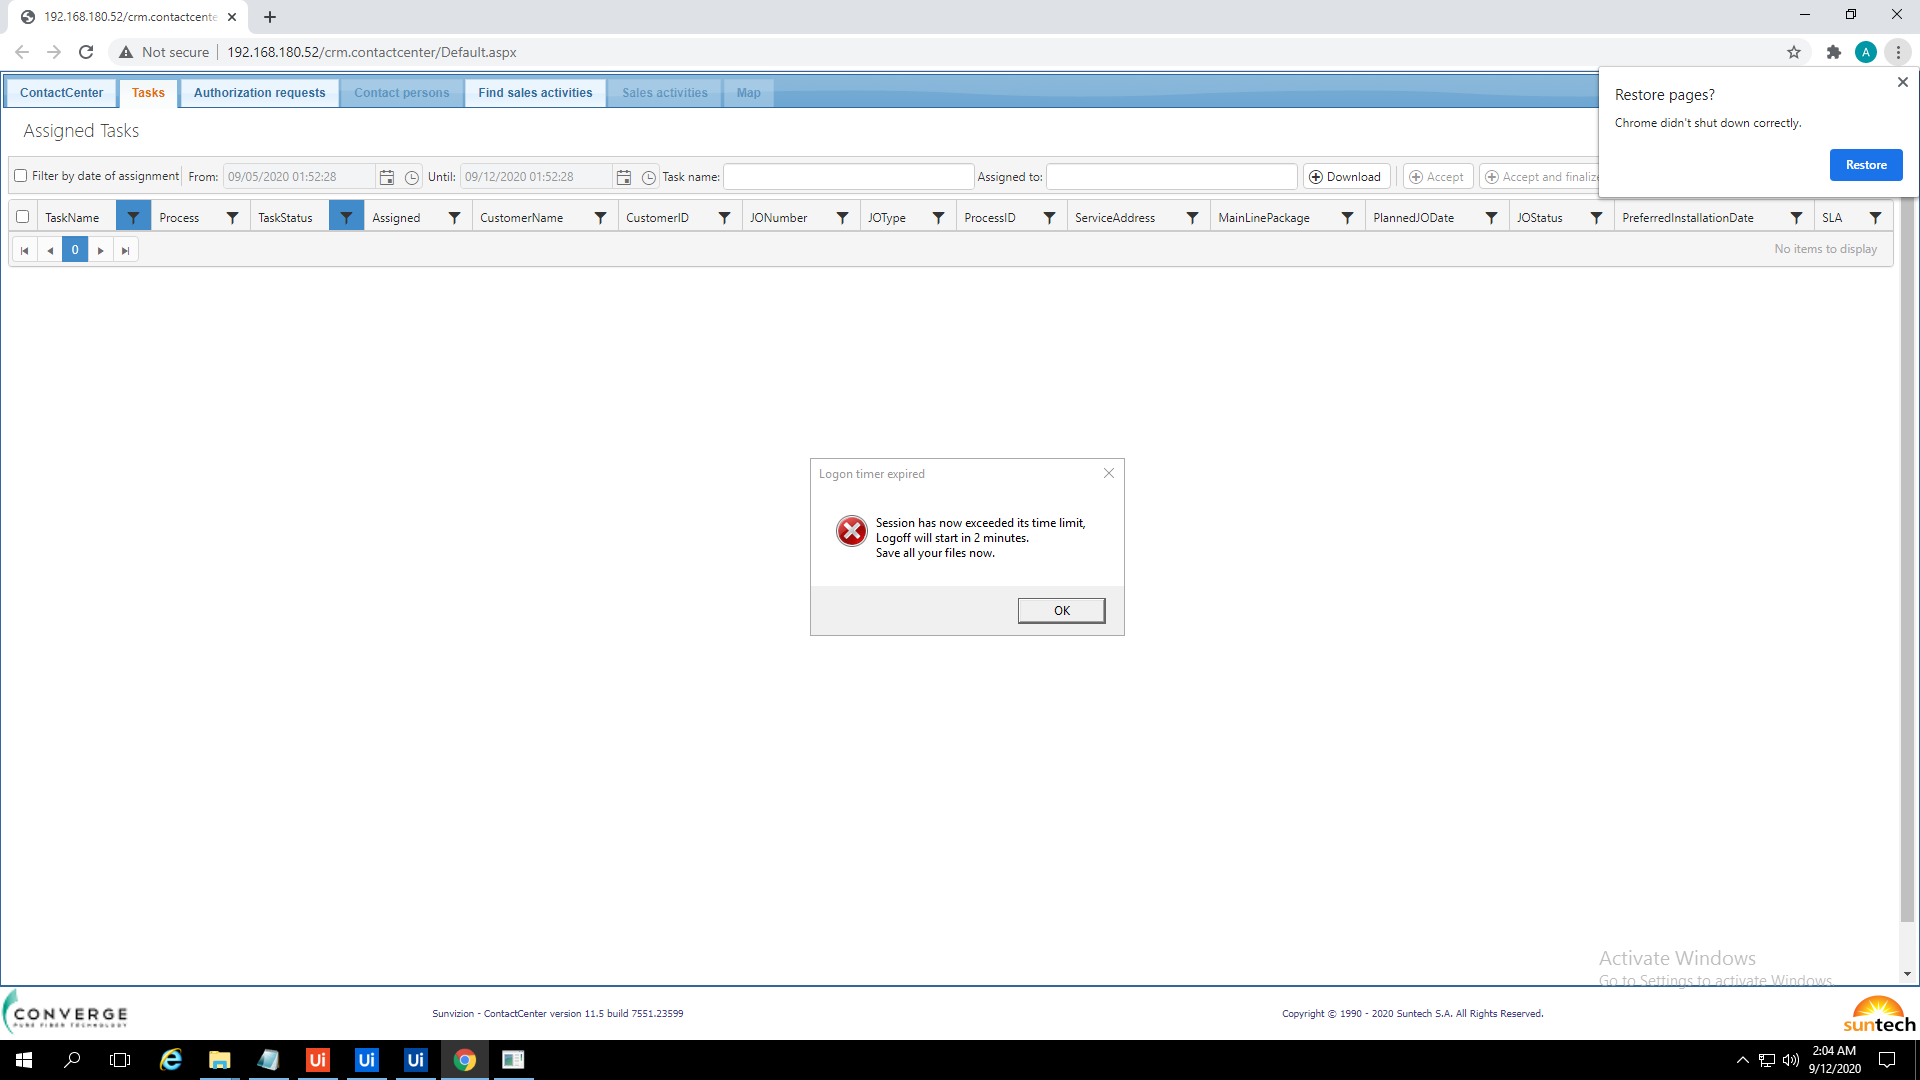 192.168.180.52/crm.contactcente
Not secure
192.168.180.52/crm.contactcenter/Default.aspx
A
ContactCenter
Tasks
Authorization requests
Contact persons
Find sales activities
Sales activities
Map
Restore pages?
Chrome didn't shut down correctly.
Restore
Assigned Tasks
Filter by date of assignment
From:
09/05/2020 01:52:28
Until:
09/12/2020 01:52:28
Task name:
Assigned to:
Download
Accept
Accept and finalize
TaskName
Process
TaskStatus
Assigned
CustomerName
CustomerID
JONumber
JOType
ProcessID
ServiceAddress
MainLinePackage
PlannedJODate
JOStatus
PreferredInstallationDate
SLA
0
No items to display
Logon timer expired
Session has now exceeded its time limit,
Logoff will start in 2 minutes.
Save all your files now.
OK
Activate Windows
Go to Settings to activate Windows.
CONVERGE
PURE FIBER TECHNOLOGY
Sunvizion - ContactCenter version 11.5 build 7551.23599
Copyright © 1990 - 2020 Suntech S.A. All Rights Reserved.
suntech
Ui
Ui
Ui
2:04 AM
9/12/2020